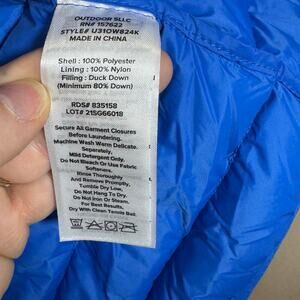 OUTDOOR SLLC
RN# 157622
STYLE# U31OW824K
MADE IN CHINA
Shell : 100% Polyester
Lining : 100% Nylon
Filling : Duck Down
(Minimum 80% Down)
RDS# 835158
LOT# 21SG66018
Secure All Garment Closures
Before Laundering.
Machine Wash Warm Delicate.
Separately.
Mild Detergent Only.
Do Not Bleach Or Use Fabric
Softeners.
Rinse Thoroughly
And Remove Promptly,
Tumble Dry Low,
Do Not Hang To Dry.
Do Not Iron Or Steam.
For Best Results,
Dry With Clean Tennis Ball.